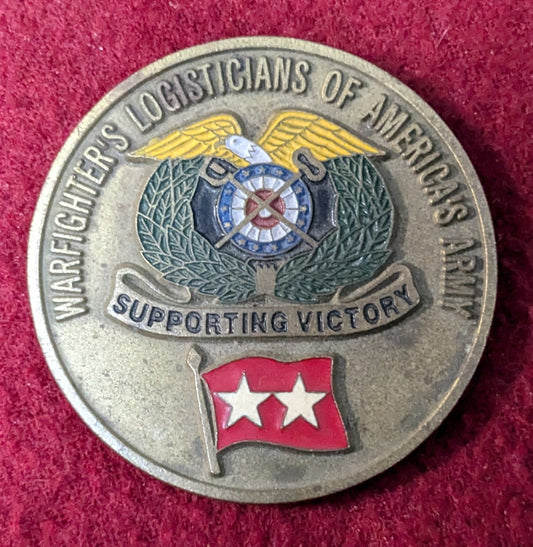 WARFIGHTER'S LOGISTICIANS OF AMERICA'S ARMY
SUPPORTING VICTORY